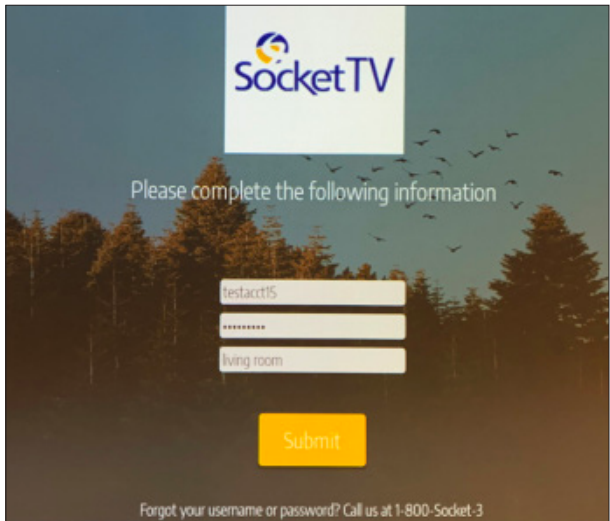 SocketTV
Please complete the following information
testacct15
•••••••••
living room
Submit
Forgot your username or password? Call us at 1-800-Socket-3